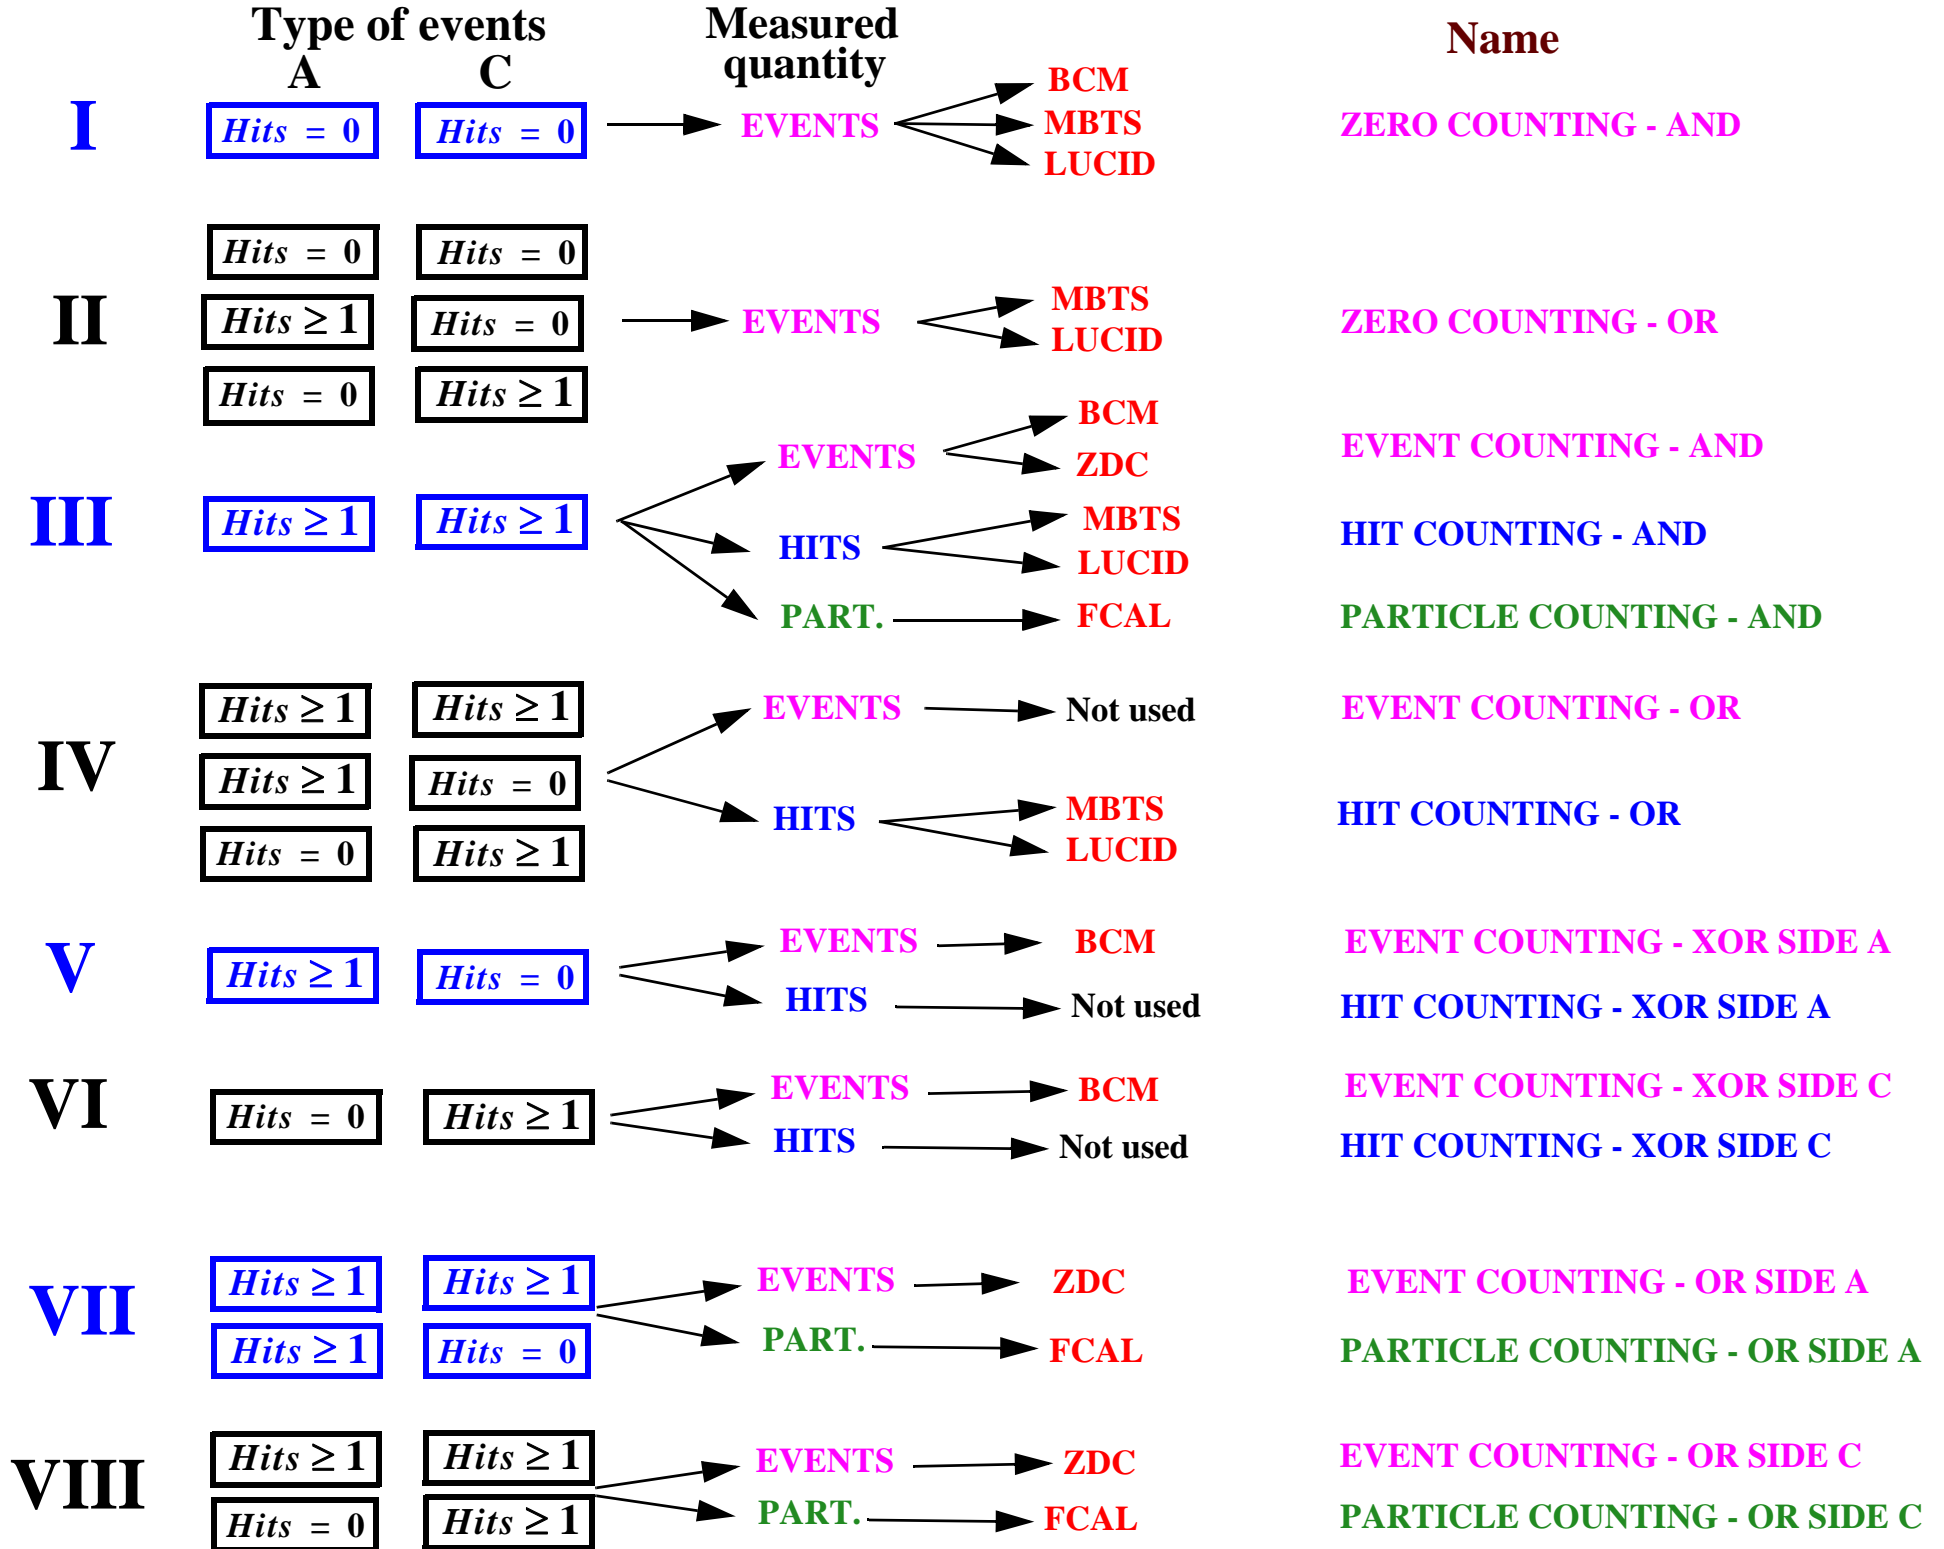 Type of events Measured quantity Name
A C
I Hits = 0 Hits = 0 EVENTS BCM ZERO COUNTING - AND
MBTS
LUCID
Hits = 0 Hits = 0
II Hits ≥ 1 Hits = 0 EVENTS MBTS ZERO COUNTING - OR
LUCID
Hits = 0 Hits ≥ 1
EVENTS BCM EVENT COUNTING - AND
ZDC
III Hits ≥ 1 Hits ≥ 1 HITS MBTS HIT COUNTING - AND
LUCID
PART. FCAL PARTICLE COUNTING - AND
Hits ≥ 1 Hits ≥ 1 EVENTS Not used EVENT COUNTING - OR
IV Hits ≥ 1 Hits = 0
HITS MBTS HIT COUNTING - OR
Hits = 0 Hits ≥ 1 LUCID
V Hits ≥ 1 Hits = 0 EVENTS BCM EVENT COUNTING - XOR SIDE A
HITS Not used HIT COUNTING - XOR SIDE A
VI Hits = 0 Hits ≥ 1 EVENTS BCM EVENT COUNTING - XOR SIDE C
HITS Not used HIT COUNTING - XOR SIDE C
VII Hits ≥ 1 Hits ≥ 1 EVENTS ZDC EVENT COUNTING - OR SIDE A
Hits ≥ 1 Hits = 0 PART. FCAL PARTICLE COUNTING - OR SIDE A
VIII Hits ≥ 1 Hits ≥ 1 EVENTS ZDC EVENT COUNTING - OR SIDE C
Hits = 0 Hits ≥ 1 PART. FCAL PARTICLE COUNTING - OR SIDE C